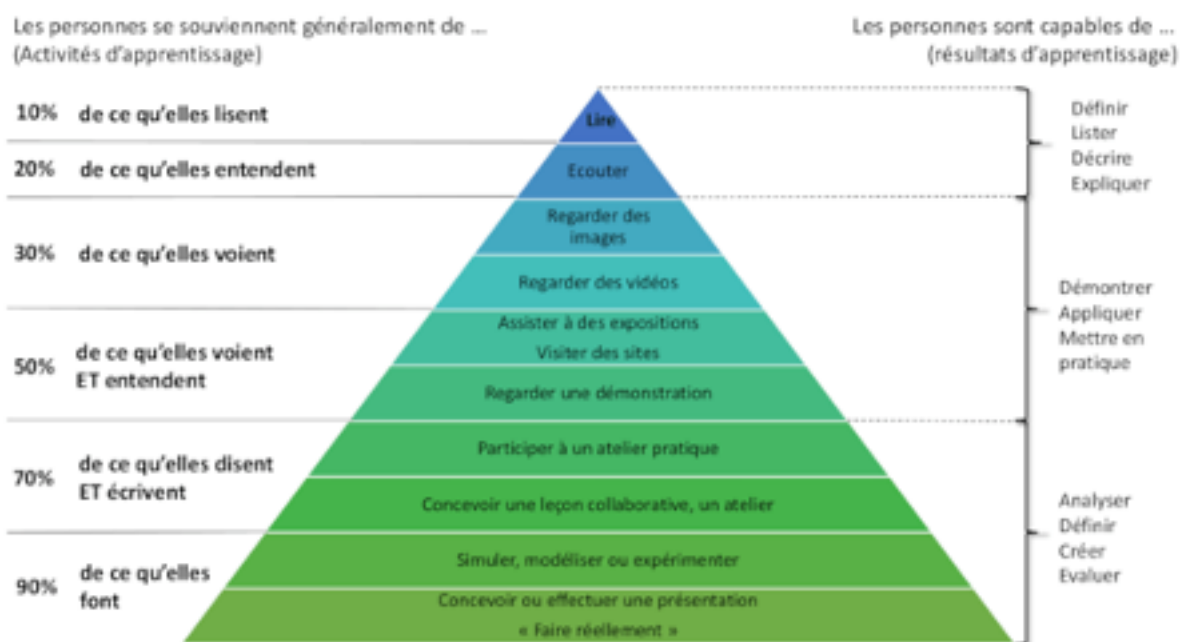 Les personnes se souviennent généralement de ...
(Activités d'apprentissage)
Les personnes sont capables de ...
(résultats d'apprentissage)
10% de ce qu'elles lisent
20% de ce qu'elles entendent
30% de ce qu'elles voient
50% de ce qu'elles voient
ET entendent
70% de ce qu'elles disent
ET écrivent
90% de ce qu'elles
font
Lire
Ecouter
Regarder des
images
Regarder des vidéos
Assister à des expositions
Visiter des sites
Regarder une démonstration
Participer à un atelier pratique
Concevoir une leçon collaborative, un atelier
Simuler, modéliser ou expérimenter
Concevoir ou effectuer une présentation
« Faire réellement »
Définir
Lister
Décrire
Expliquer
Démontrer
Appliquer
Mettre en
pratique
Analyser
Définir
Créer
Evaluer